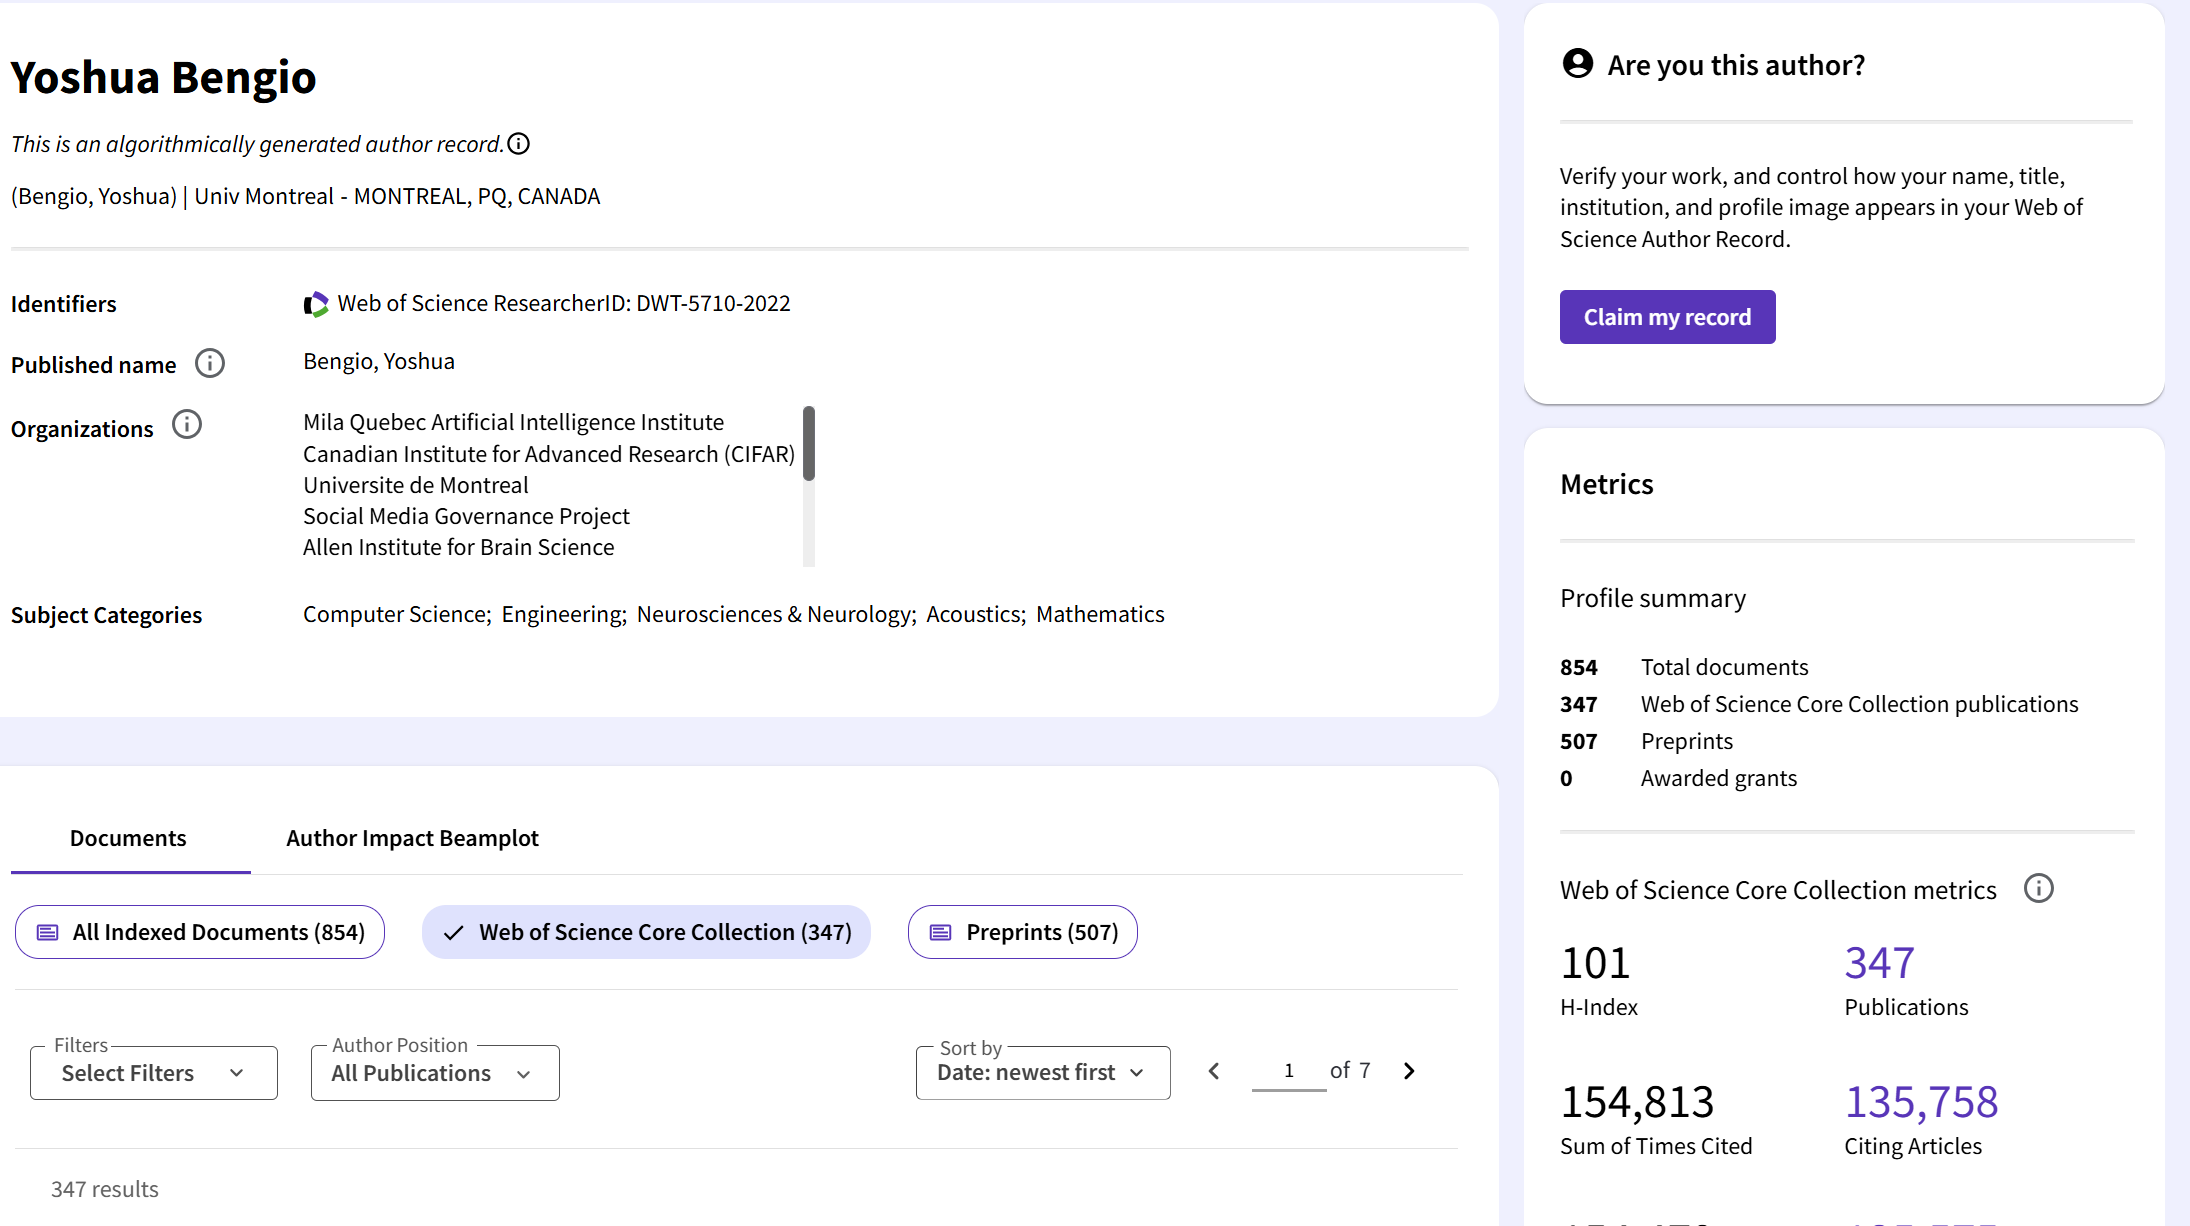 Yoshua Bengio
This is an algorithmically generated author record.
(Bengio, Yoshua) | Univ Montreal - MONTREAL, PQ, CANADA
Identifiers
Web of Science ResearcherID: DWT-5710-2022
Published name
Bengio, Yoshua
Organizations
Mila Quebec Artificial Intelligence Institute
Canadian Institute for Advanced Research (CIFAR)
Universite de Montreal
Social Media Governance Project
Allen Institute for Brain Science
Subject Categories
Computer Science; Engineering; Neurosciences & Neurology; Acoustics; Mathematics
Documents
Author Impact Beamplot
All Indexed Documents (854)
Web of Science Core Collection (347)
Preprints (507)
Filters
Select Filters
Author Position
All Publications
Sort by
Date: newest first
1 of 7
347 results
Are you this author?
Verify your work, and control how your name, title,
institution, and profile image appears in your Web of
Science Author Record.
Claim my record
Metrics
Profile summary
854 Total documents
347 Web of Science Core Collection publications
507 Preprints
0 Awarded grants
Web of Science Core Collection metrics
101
H-Index
347
Publications
154,813
Sum of Times Cited
135,758
Citing Articles